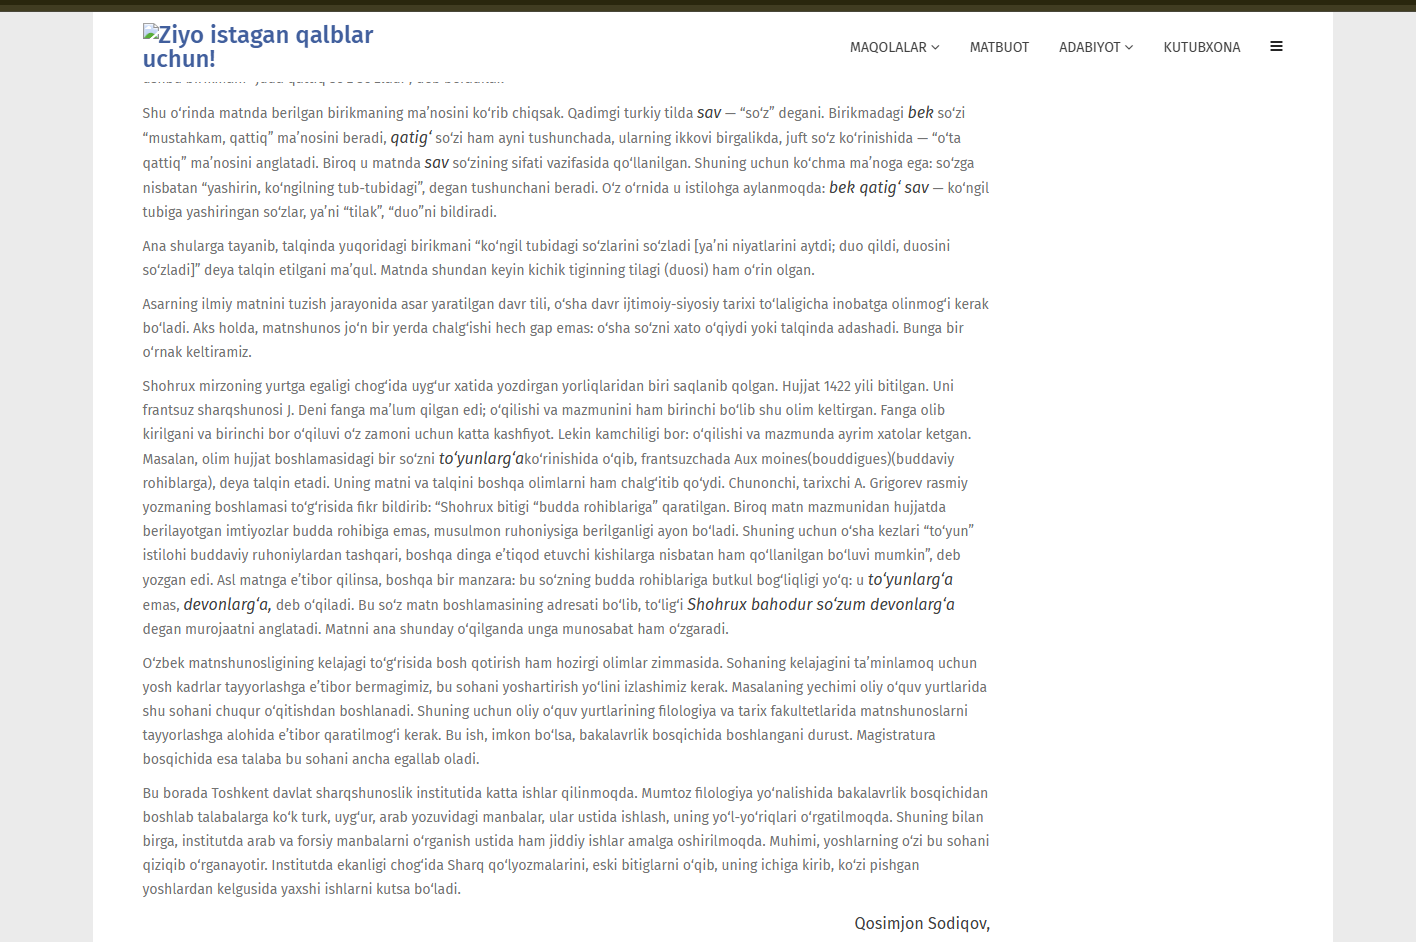 Ziyo istagan qalblar
uchun!
MAQOLALAR MATBUOT ADABIYOT KUTUBXONA
Shu o‘rinda matnda berilgan birikmaning ma’nosini ko‘rib chiqsak. Qadimgi turkiy tilda sav — “so‘z” degani. Birikmadagi bek so‘zi
“mustahkam, qattiq” ma’nosini beradi, qatig‘ so‘zi ham ayni tushunchada, ularning ikkovi birgalikda, juft so‘z ko‘rinishida — “o‘ta
qattiq” ma’nosini anglatadi. Biroq u matnda sav so‘zining sifati vazifasida qo‘llanilgan. Shuning uchun ko‘chma ma’noga ega: so‘zga
nisbatan “yashirin, ko‘ngilning tub-tubidagi”, degan tushunchani beradi. O‘z o‘rnida u istilohga aylanmoqda: bek qatig‘ sav — ko‘ngil
tubiga yashiringan so‘zlar, ya’ni “tilak”, “duo”ni bildiradi.
Ana shularga tayanib, talqinda yuqoridagi birikmani “ko‘ngil tubidagi so‘zlarini so‘zladi [ya’ni niyatlarini aytdi; duo qildi, duosini
so‘zladi]” deya talqin etilgani ma’qul. Matnda shundan keyin kichik tiginning tilagi (duosi) ham o‘rin olgan.
Asarning ilmiy matnini tuzish jarayonida asar yaratilgan davr tili, o‘sha davr ijtimoiy-siyosiy tarixi to‘laligicha inobatga olinmog‘i kerak
bo‘ladi. Aks holda, matnshunos jo‘n bir yerda chalg‘ishi hech gap emas: o‘sha so‘zni xato o‘qiydi yoki talqinda adashadi. Bunga bir
o‘rnak keltiramiz.
Shohrux mirzoning yurtga egaligi chog‘ida uyg‘ur xatida yozdirgan yorliqlaridan biri saqlanib qolgan. Hujjat 1422 yili bitilgan. Uni
frantsuz sharqshunosi J. Deni fanga ma’lum qilgan edi; o‘qilishi va mazmunini ham birinchi bo‘lib shu olim keltirgan. Fanga olib
kirilgani va birinchi bor o‘qiluvi o‘z zamoni uchun katta kashfiyot. Lekin kamchiligi bor: o‘qilishi va mazmunda ayrim xatolar ketgan.
Masalan, olim hujjat boshlamasidagi bir so‘zni to‘yunlarg‘ako‘rinishida o‘qib, frantsuzchada Aux moines(bouddigues)(buddaviy
rohiblarga), deya talqin etadi. Uning matni va talqini boshqa olimlarni ham chalg‘itib qo‘ydi. Chunonchi, tarixchi A. Grigorev rasmiy
yozmaning boshlamasi to‘g‘risida fikr bildirib: “Shohrux bitigi “budda rohiblariga” qaratilgan. Biroq matn mazmunidan hujjatda
berilayotgan imtiyozlar budda rohibiga emas, musulmon ruhoniysiga berilganligi ayon bo‘ladi. Shuning uchun o‘sha kezlari “to‘yun”
istilohi buddaviy ruhoniylardan tashqari, boshqa dinga e’tiqod etuvchi kishilarga nisbatan ham qo‘llanilgan bo‘luvi mumkin”, deb
yozgan edi. Asl matnga e’tibor qilinsa, boshqa bir manzara: bu so‘zning budda rohiblariga butkul bog‘liqligi yo‘q: u to‘yunlarg‘a
emas, devonlarg‘a, deb o‘qiladi. Bu so‘z matn boshlamasining adresati bo‘lib, to‘lig‘i Shohrux bahodur so‘zum devonlarg‘a
degan murojaatni anglatadi. Matnni ana shunday o‘qilganda unga munosabat ham o‘zgaradi.
O‘zbek matnshunosligining kelajagi to‘g‘risida bosh qotirish ham hozirgi olimlar zimmasida. Sohaning kelajagini ta’minlamoq uchun
yosh kadrlar tayyorlashga e’tibor bermagimiz, bu sohani yoshartirish yo‘lini izlashimiz kerak. Masalaning yechimi oliy o‘quv yurtlarida
shu sohani chuqur o‘qitishdan boshlanadi. Shuning uchun oliy o‘quv yurtlarining filologiya va tarix fakultetlarida matnshunoslarni
tayyorlashga alohida e’tibor qaratilmog‘i kerak. Bu ish, imkon bo‘lsa, bakalavrlik bosqichida boshlangani durust. Magistratura
bosqichida esa talaba bu sohani ancha egallab oladi.
Bu borada Toshkent davlat sharqshunoslik institutida katta ishlar qilinmoqda. Mumtoz filologiya yo‘nalishida bakalavrlik bosqichidan
boshlab talabalarga ko‘k turk, uyg‘ur, arab yozuvidagi manbalar, ular ustida ishlash, uning yo‘l-yo‘riqlari o‘rgatilmoqda. Shuning bilan
birga, institutda arab va forsiy manbalarni o‘rganish ustida ham jiddiy ishlar amalga oshirilmoqda. Muhimi, yoshlarning o‘zi bu sohani
qiziqib o‘rganayotir. Institutda ekanligi chog‘ida Sharq qo‘lyozmalarini, eski bitiglarni o‘qib, uning ichiga kirib, ko‘zi pishgan
yoshlardan kelgusida yaxshi ishlarni kutsa bo‘ladi.
Qosimjon Sodiqov,